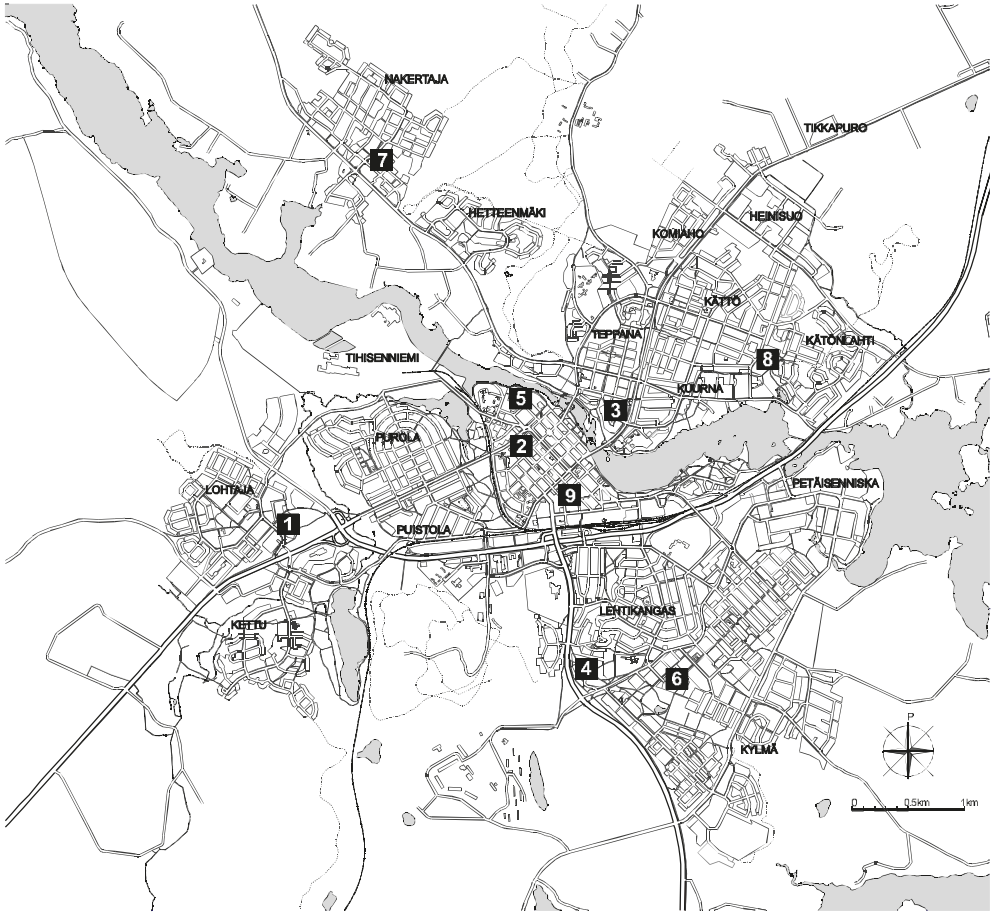 NAKERTAJA
TIKKAPURO
7
HETTEENMÄKI
HEINISUO
KOMIAHO
KÄTTÖ
TEPPANA
KÄTÖNLAHTI
TIHISENNIEMI
8
KUURNA
5
3
PUROLA
2
PETÄISENNISKA
LOHTAJA
9
1
PUISTOLA
LEHTIKANGAS
KETTU
4
6
P
KYLMÄ
0 0.5km 1km